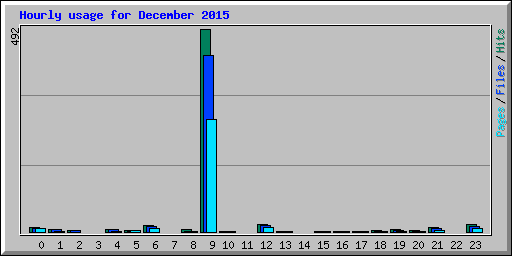 Hourly usage for December 2015
492
Pages/Files/Hits
0 1 2 3 4 5 6 7 8 9 10 11 12 13 14 15 16 17 18 19 20 21 22 23